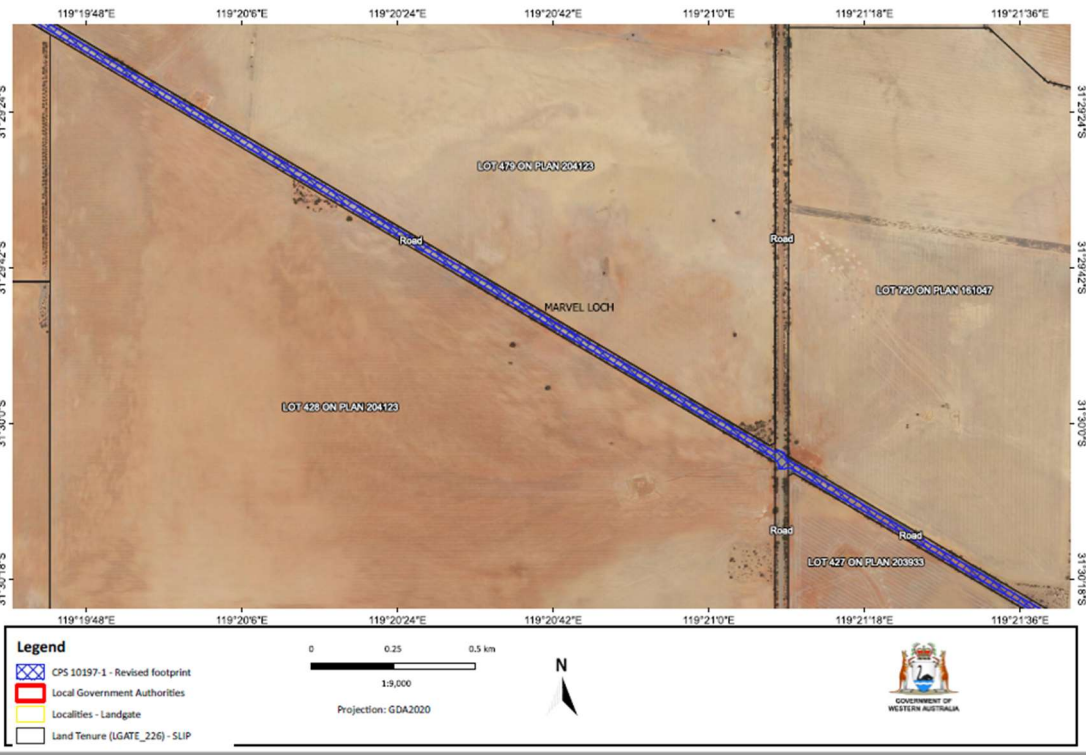 119°19'48"E 119°20'6"E 119°20'24"E 119°20'42"E 119°21'0"E 119°21'18"E 119°21'36"E
31°29'24"S
31°29'24"S
LOT 479 ON PLAN 204123
Road
Road
31°29'42"S
31°29'42"S
LOT 720 ON PLAN 161047
MARVEL LOCH
LOT 428 ON PLAN 204123
31°30'0"S
31°30'0"S
Road
Road
LOT 427 ON PLAN 203933
31°30'18"S
31°30'18"S
119°19'48"E 119°20'6"E 119°20'24"E 119°20'42"E 119°21'0"E 119°21'18"E 119°21'36"E
Legend
CPS 10197-1 - Revised footprint
Local Government Authorities
Localities - Landgate
Land Tenure (LGATE_226) - SLIP
0 0.25 0.5 km
1:9,000
Projection: GDA2020
N
GOVERNMENT OF
WESTERN AUSTRALIA